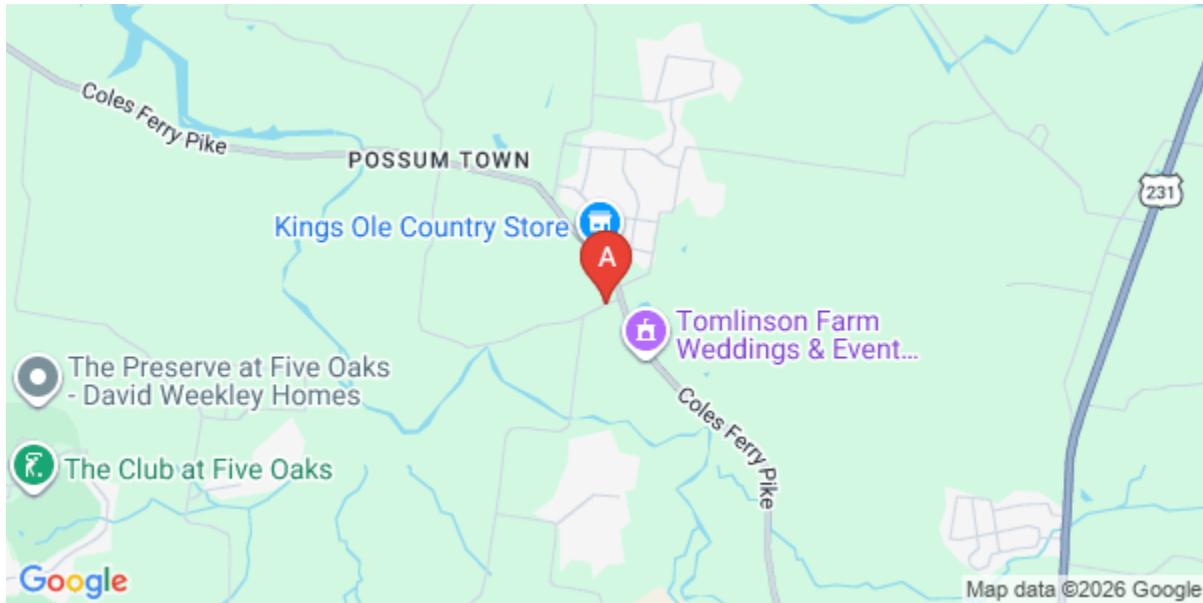 Coles Ferry Pike
POSSUM TOWN
231
Kings Ole Country Store
A
Tomlinson Farm
Weddings & Event...
The Preserve at Five Oaks
- David Weekley Homes
Coles Ferry Pike
The Club at Five Oaks
Google
Map data ©2026 Google